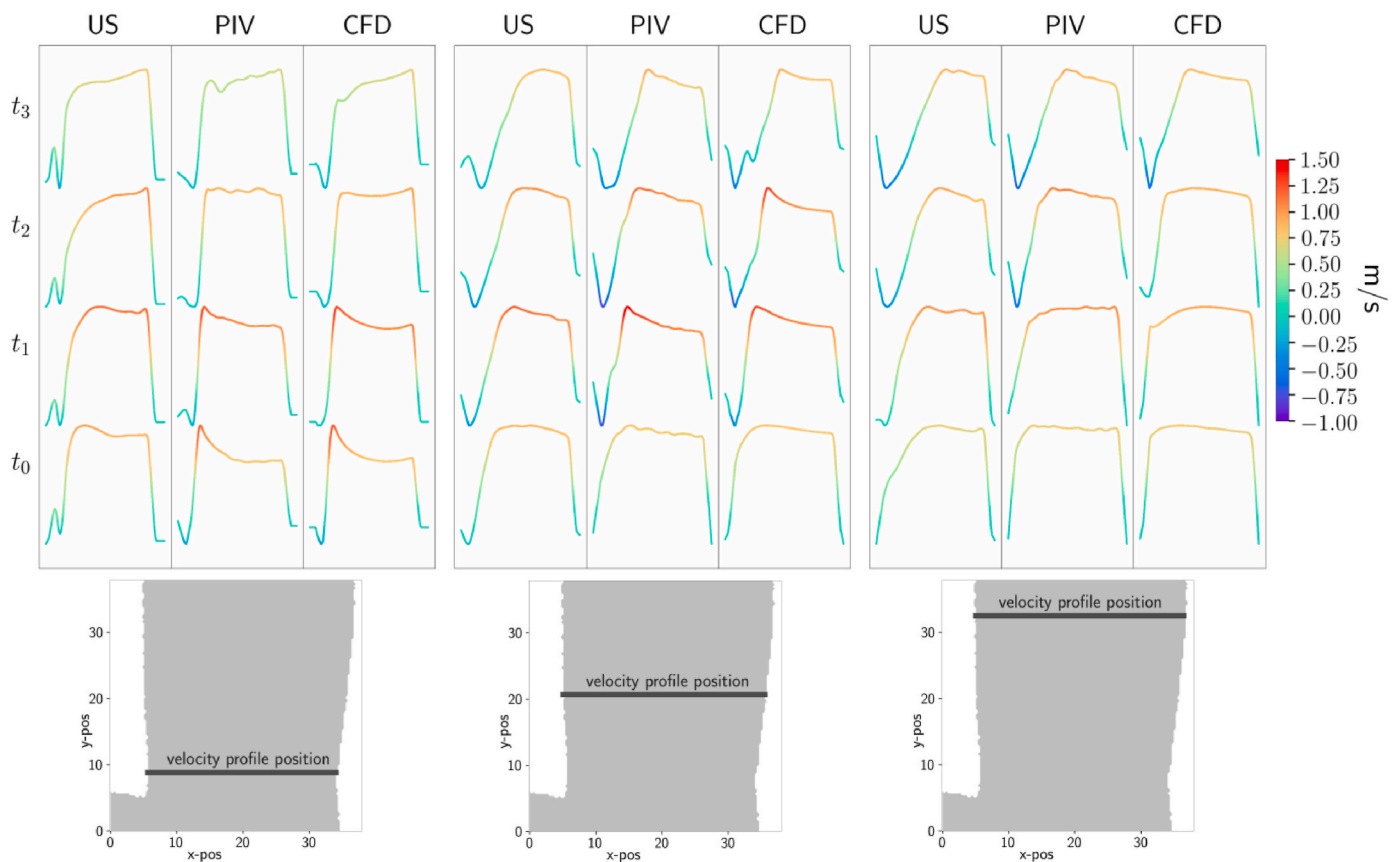 US PIV CFD US PIV CFD US PIV CFD
t3
t2
t1
t0
1.50
1.25
1.00
0.75
0.50
0.25
0.00
−0.25
−0.50
−0.75
−1.00
m/s
velocity profile position
30
20
10
0
y-pos
0 10 20 30
x-pos
velocity profile position
30
20
10
0
y-pos
0 10 20 30
x-pos
velocity profile position
30
20
10
0
y-pos
0 10 20 30
x-pos